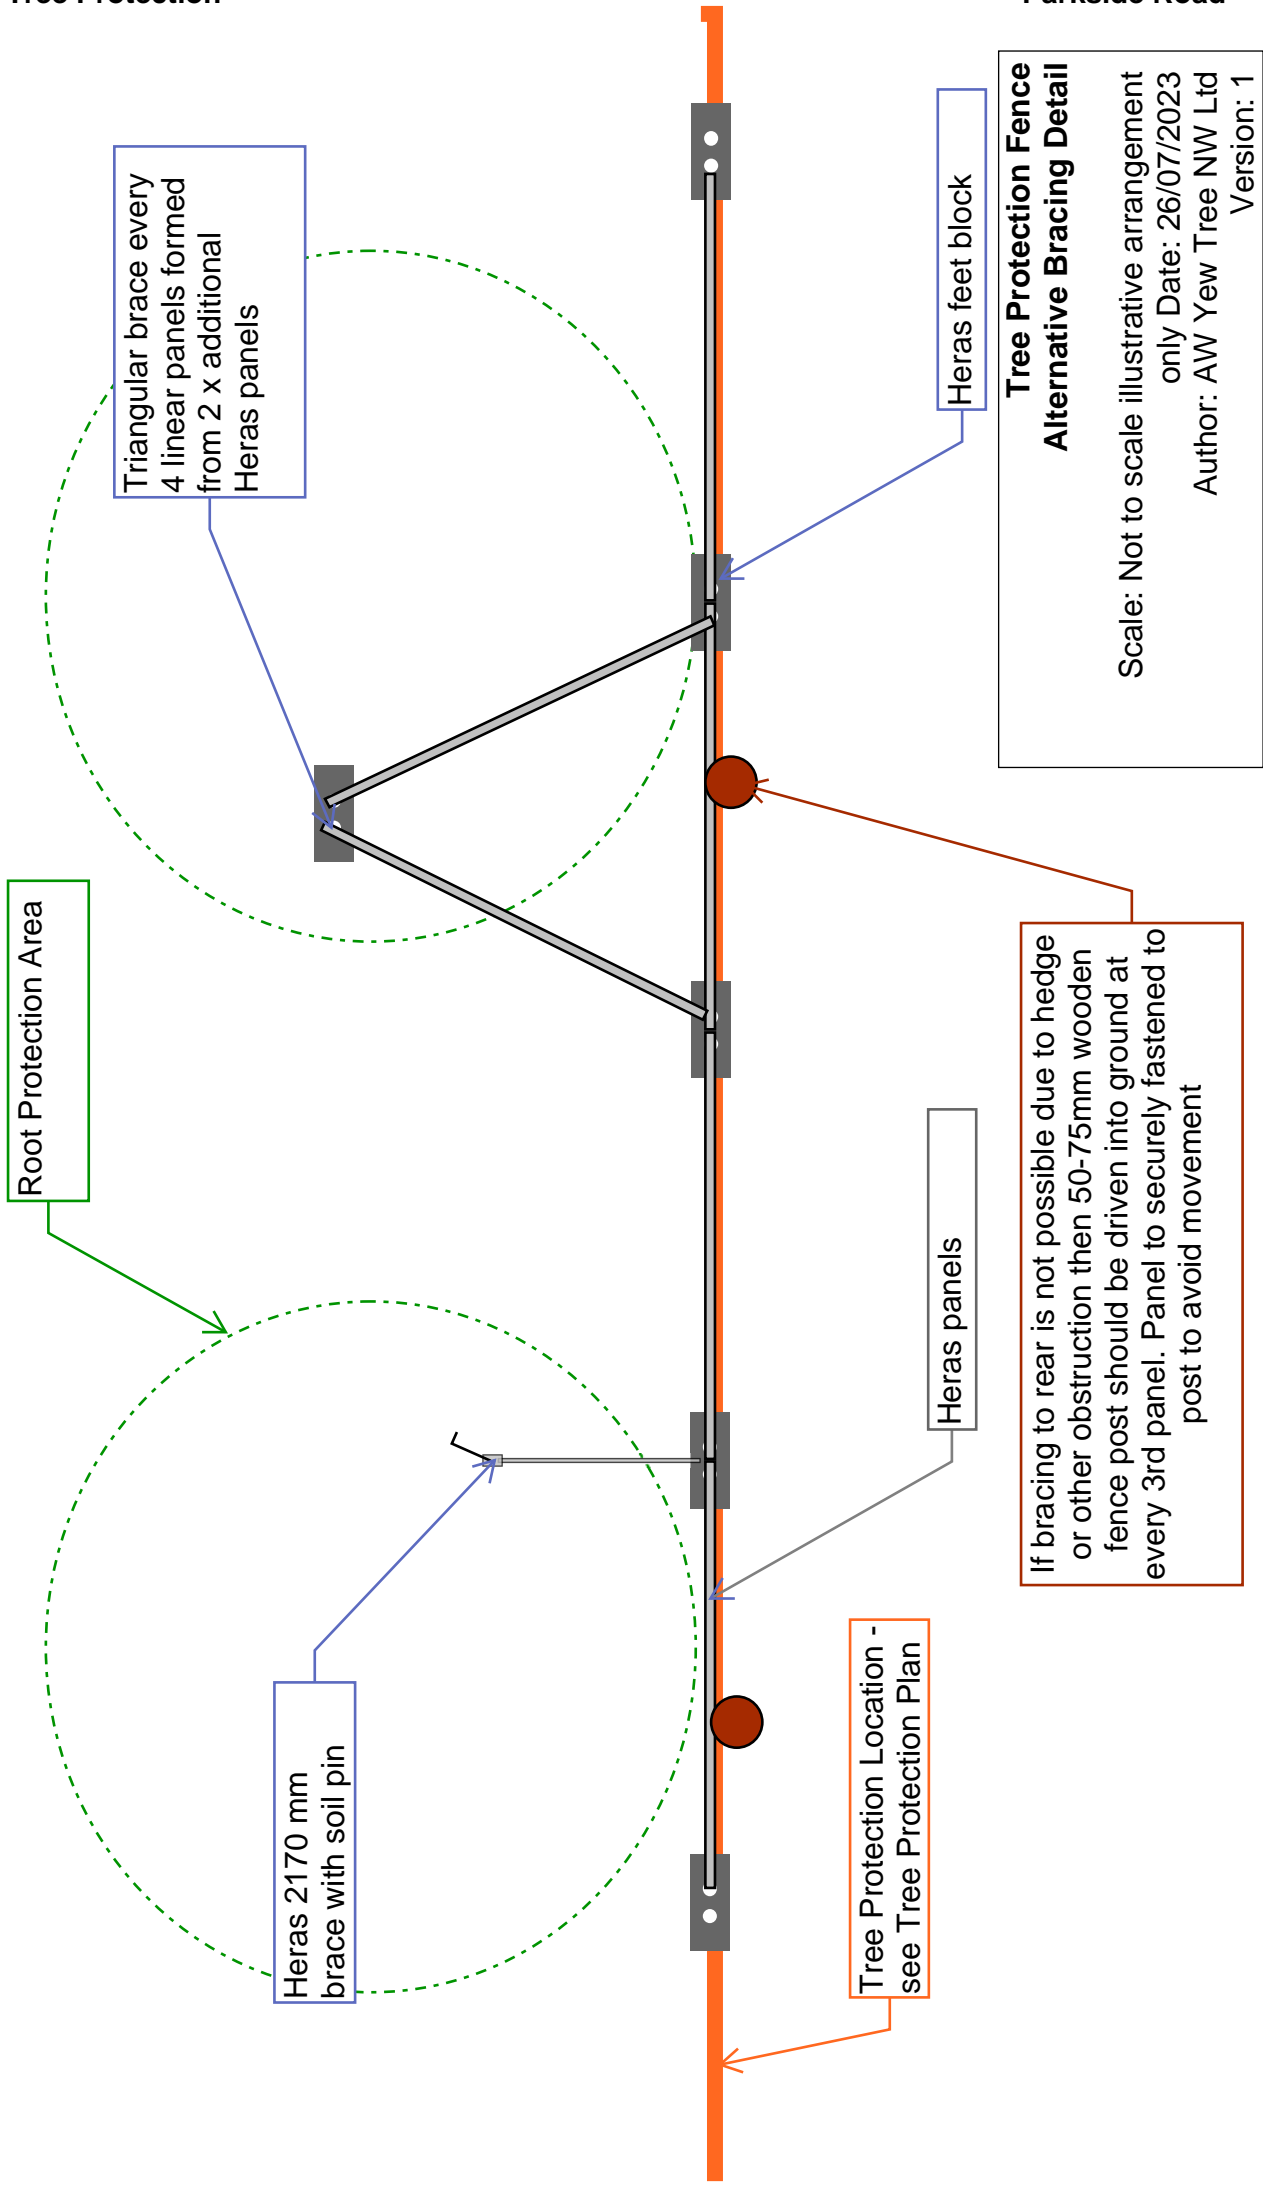 Tree Protection
Parkside Road
Root Protection Area
Triangular brace every
4 linear panels formed
from 2 x additional
Heras panels
Heras 2170 mm
brace with soil pin
Tree Protection Location -
see Tree Protection Plan
Heras panels
Heras feet block
If bracing to rear is not possible due to hedge
or other obstruction then 50-75mm wooden
fence post should be driven into ground at
every 3rd panel. Panel to securely fastened to
post to avoid movement
Tree Protection Fence
Alternative Bracing Detail
Scale: Not to scale illustrative arrangement
only Date: 26/07/2023
Author: AW Yew Tree NW Ltd
Version: 1